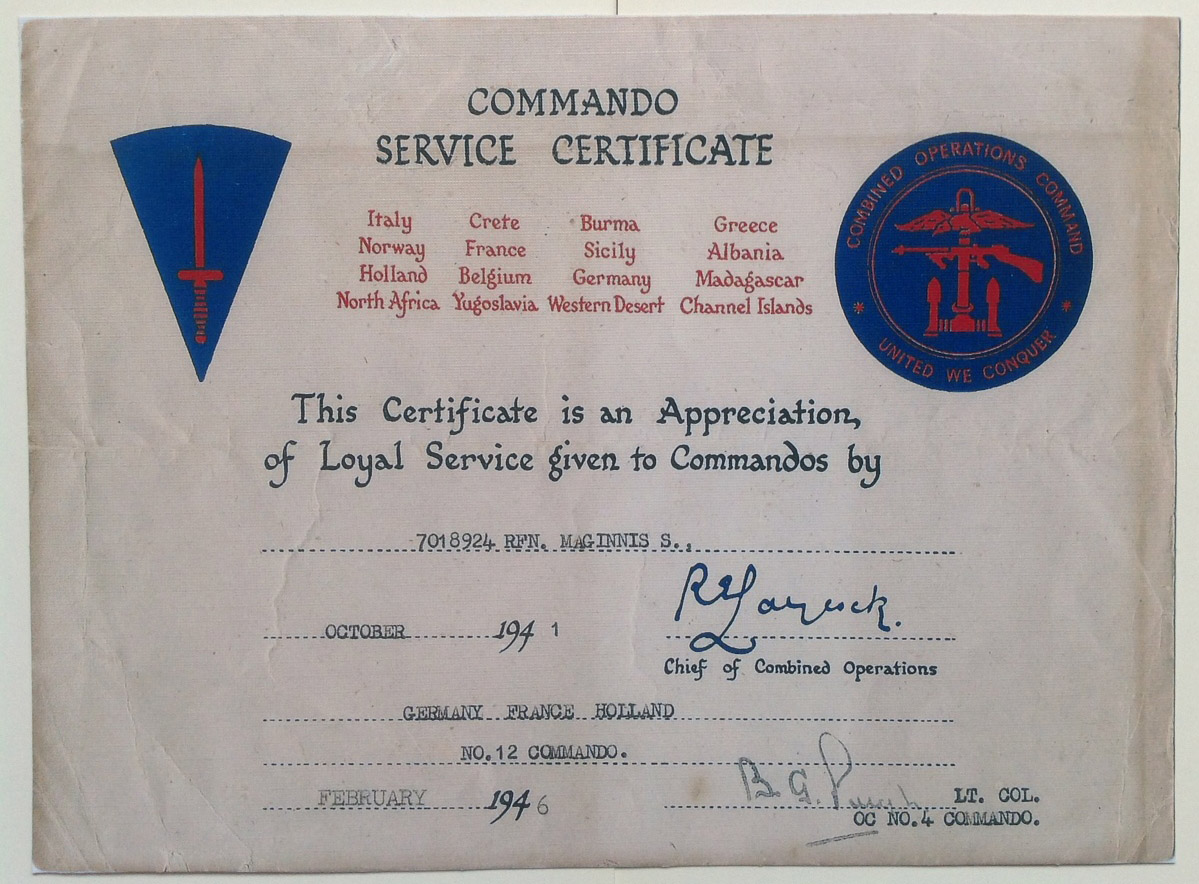 COMMANDO
SERVICE CERTIFICATE
Italy Crete Burma Greece
Norway France Sicily Albania
Holland Belgium Germany Madagascar
North Africa Yugoslavia Western Desert Channel Islands
COMBINED OPERATIONS COMMAND
* UNITED WE CONQUER *
This Certificate is an Appreciation,
of Loyal Service given to Commandos by
7018924 RFN. MAGINNIS S.,
OCTOBER 194 1
Chief of Combined Operations
GERMANY FRANCE HOLLAND
NO.12 COMMANDO.
FEBRUARY 1946
B. G. LT. COL.
OC NO.4 COMMANDO.